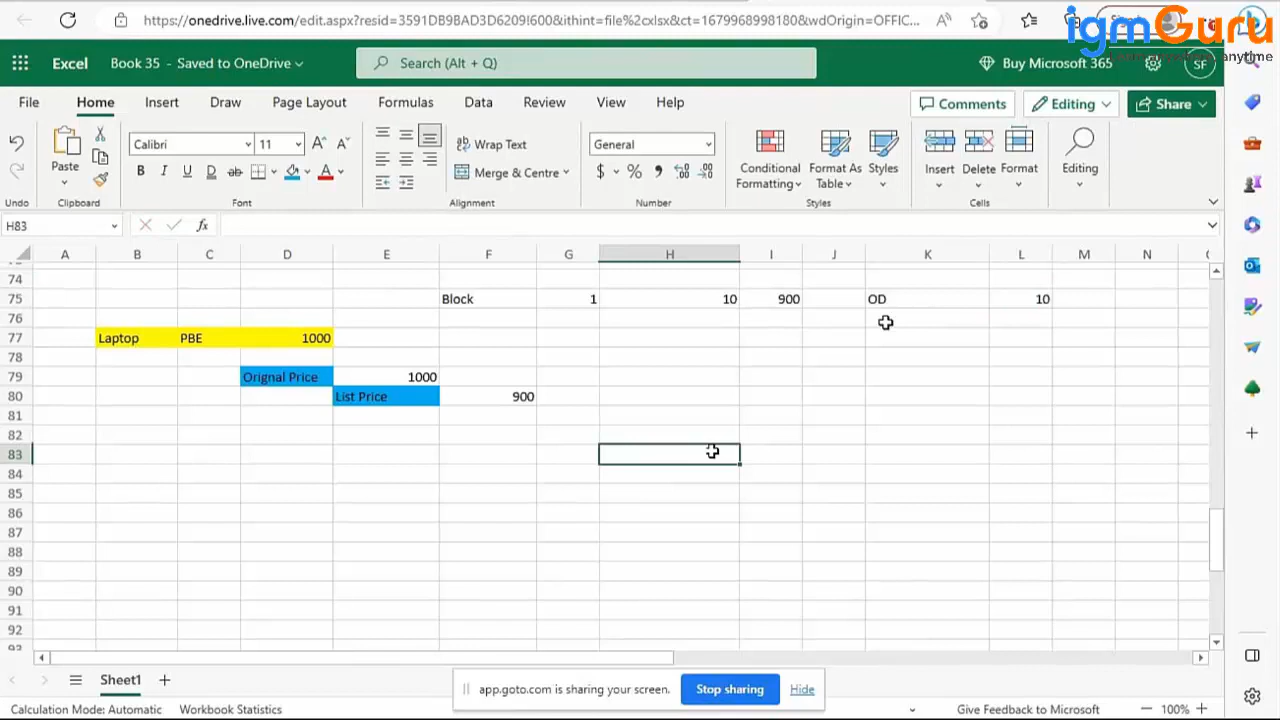 https://onedrive.live.com/edit.aspx?resid=3591DB9BAD3D6209!600&ithint=file%2cxlsx&ct=1679968998180&wdOrigin=OFFIC...
igmGuru
anytime
Excel
Book 35 - Saved to OneDrive
Search (Alt + Q)
Buy Microsoft 365
SF
File Home Insert Draw Page Layout Formulas Data Review View Help
Comments
Editing
Share
Paste
Calibri 11
B I U D ab A
Wrap Text
Merge & Centre
General
$ % 9
Conditional Formatting
Format As Table
Styles
Insert
Delete
Format
Editing
Undo Clipboard Font Alignment Number Styles Cells
H83 fx
A B C D E F G H I J K L M N
74
75 Block 1 10 900 OD 10
76
77 Laptop PBE 1000
78
79 Orignal Price 1000
80 List Price 900
81
82
83
84
85
86
87
88
89
90
91
92
Sheet1
app.goto.com is sharing your screen.
Stop sharing
Hide
Calculation Mode: Automatic Workbook Statistics
Give Feedback to Microsoft
100%